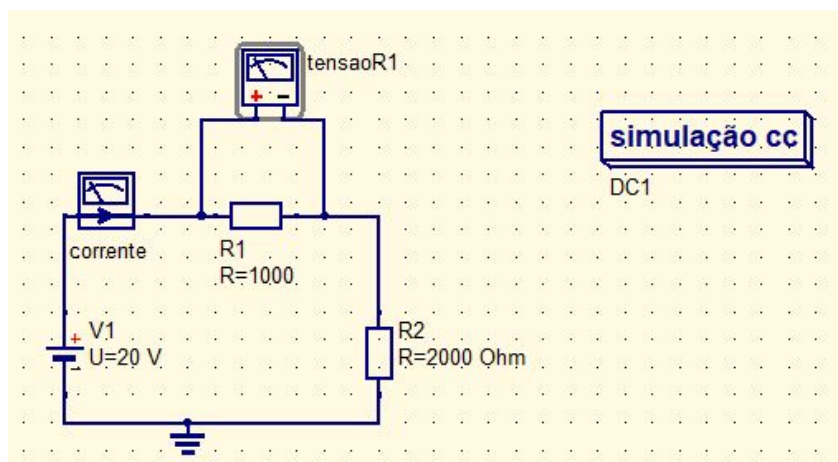 tensaoR1
simulação cc
DC1
corrente
R1
R=1000
V1
U=20 V
R2
R=2000 Ohm